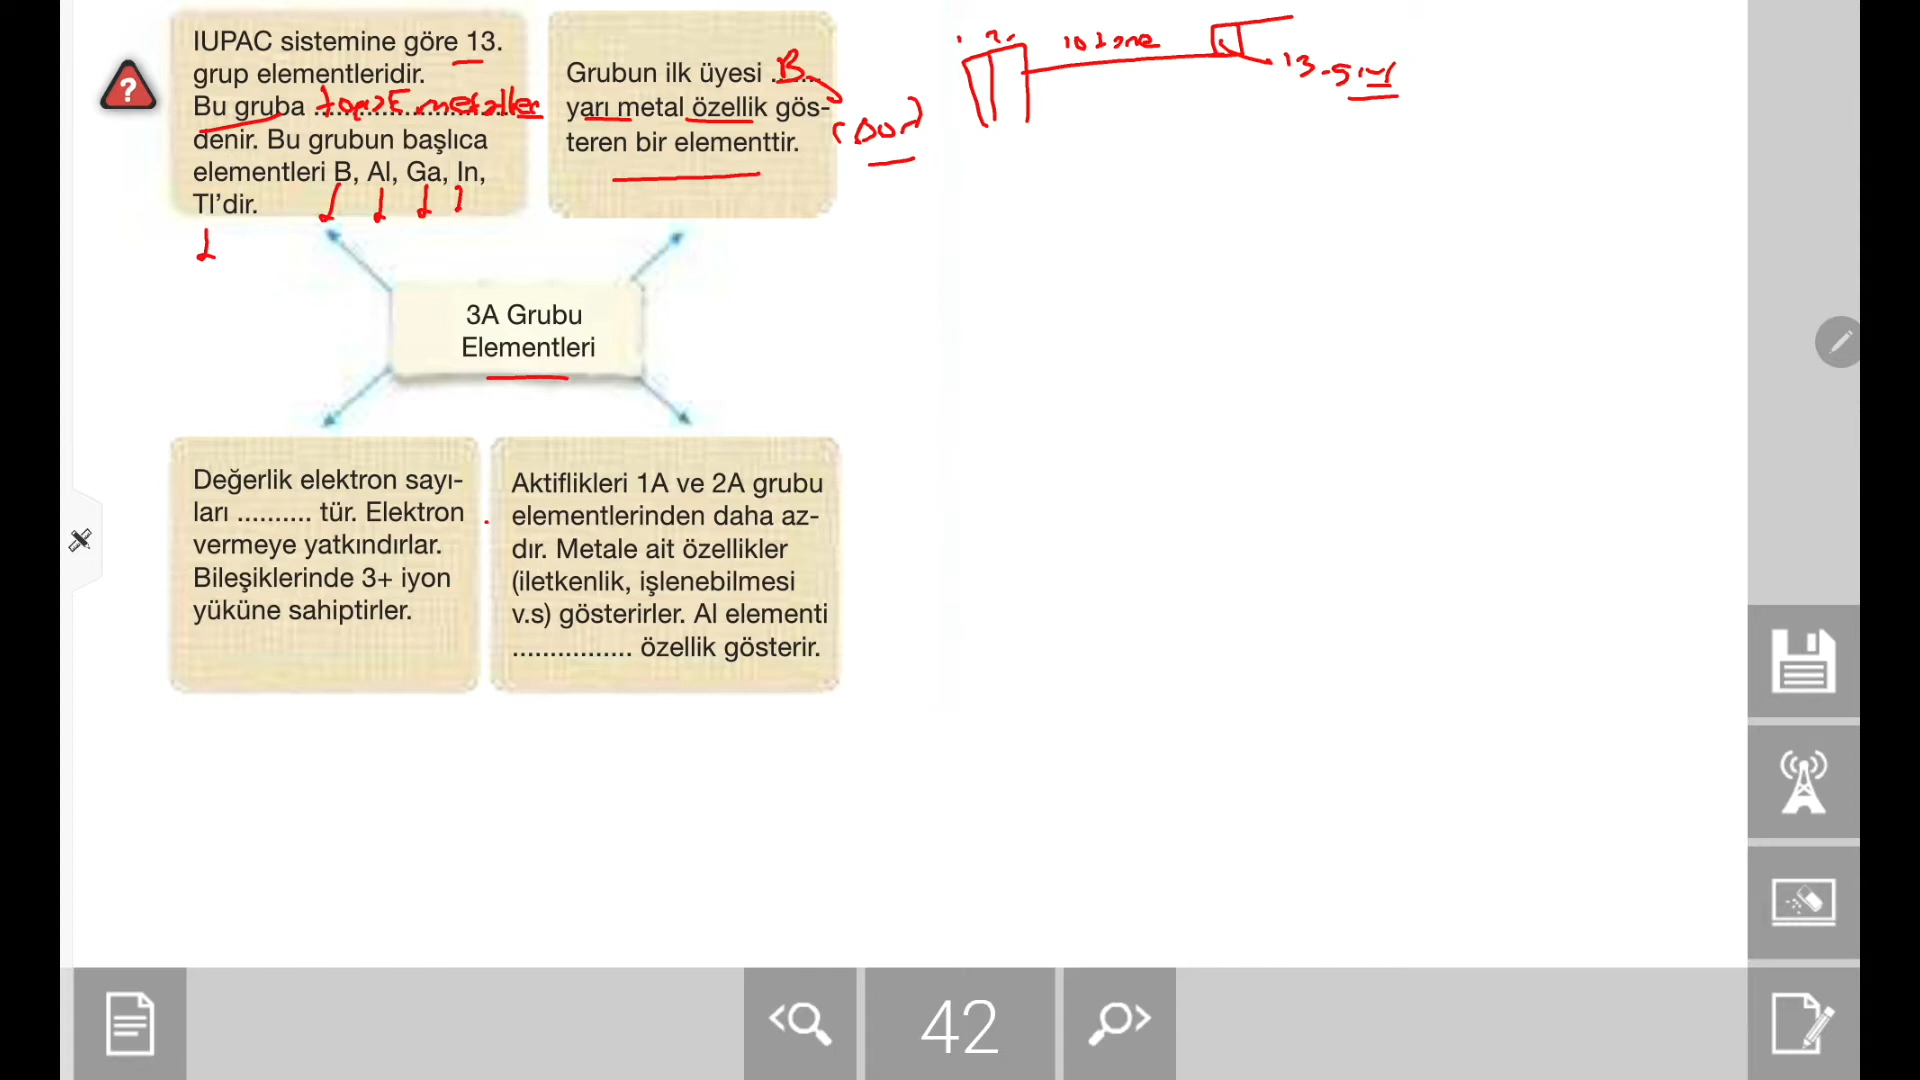 IUPAC sistemine göre 13.
grup elementleridir.
Bu gruba toprak metaller
denir. Bu grubun başlıca
elementleri B, Al, Ga, In,
Tl’dir.
Grubun ilk üyesi ..B....
yarı metal özellik gös-
teren bir elementtir.
(Bor)
1. 2.
10 tane
13.
3A Grubu
Elementleri
Değerlik elektron sayı-
ları .......... tür. Elektron
vermeye yatkındırlar.
Bileşiklerinde 3+ iyon
yüküne sahiptirler.
Aktiflikleri 1A ve 2A grubu
elementlerinden daha az-
dır. Metale ait özellikler
(iletkenlik, işlenebilmesi
v.s) gösterirler. Al elementi
................ özellik gösterir.
42